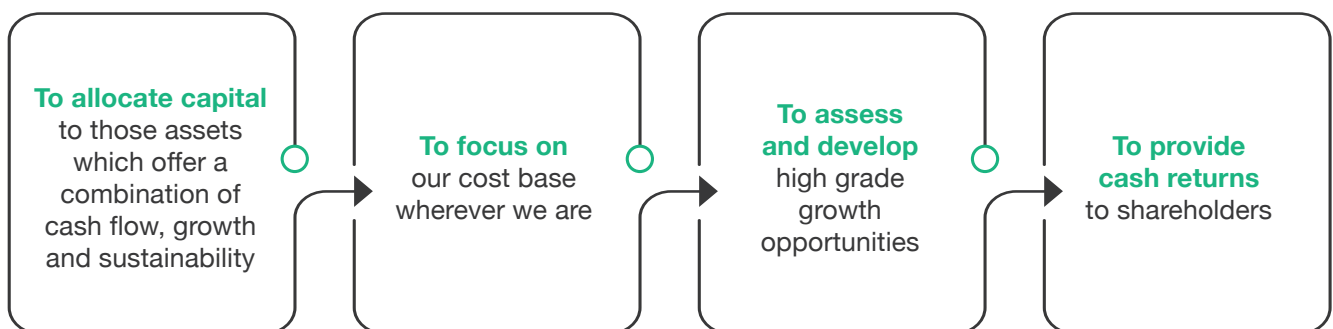 To allocate capital
to those assets
which offer a
combination of
cash flow, growth
and sustainability
To focus on
our cost base
wherever we are
To assess
and develop
high grade
growth
opportunities
To provide
cash returns
to shareholders